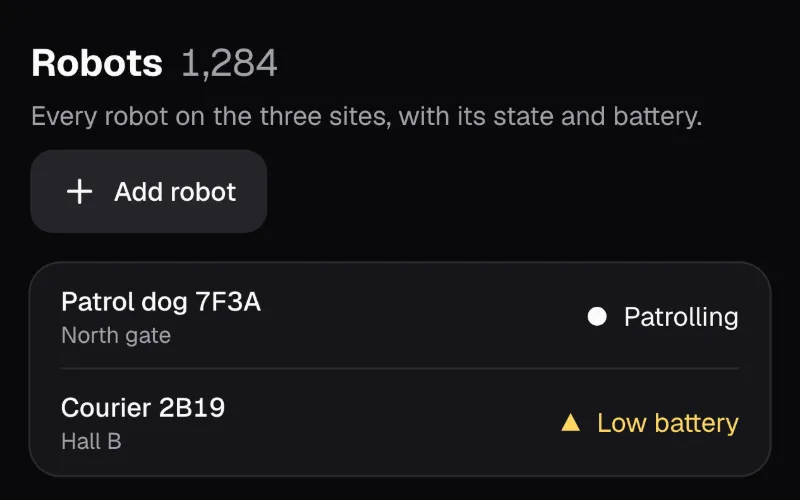 Robots 1,284
Every robot on the three sites, with its state and battery.
Add robot
Patrol dog 7F3A
North gate
Patrolling
Courier 2B19
Hall B
Low battery